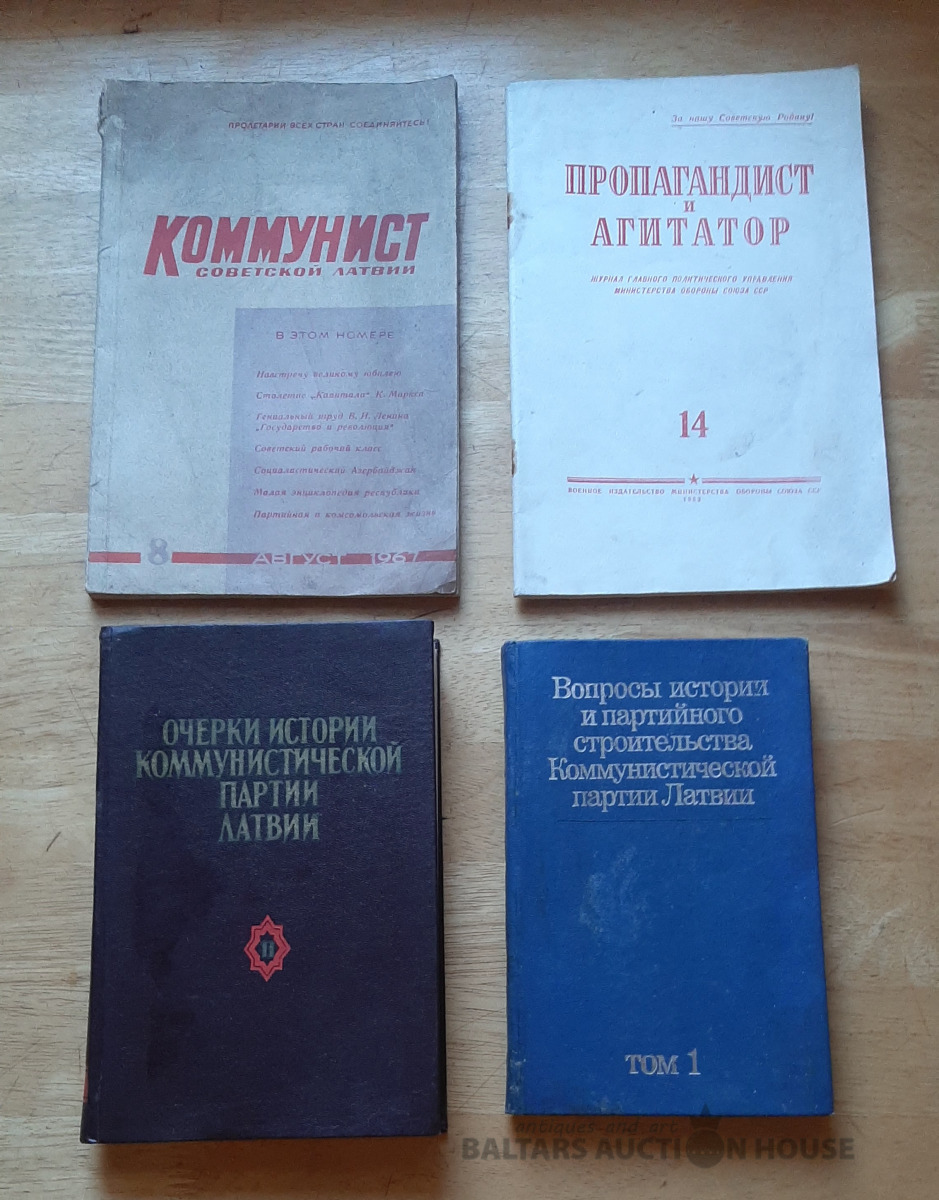 ПРОЛЕТАРИИ ВСЕХ СТРАН, СОЕДИНЯЙТЕСЬ!
КОММУНИСТ
СОВЕТСКОЙ ЛАТВИИ
В ЭТОМ НОМЕРЕ
Навстречу великому юбилею
Столетие „Капитала“ К. Маркса
Гениальный труд В. И. Ленина
„Государство и революция“
Советский рабочий класс
Социалистический Азербайджан
Малая энциклопедия республики
Партийная и комсомольская
8 АВГУСТ 1967
За нашу Советскую Родину!
ПРОПАГАНДИСТ
и
АГИТАТОР
ЖУРНАЛ ГЛАВНОГО ПОЛИТИЧЕСКОГО УПРАВЛЕНИЯ
МИНИСТЕРСТВА ОБОРОНЫ СОЮЗА ССР
14
ВОЕННОЕ ИЗДАТЕЛЬСТВО МИНИСТЕРСТВА ОБОРОНЫ СОЮЗА ССР
ОЧЕРКИ ИСТОРИИ
КОММУНИСТИЧЕСКОЙ
ПАРТИИ
ЛАТВИИ
II
Вопросы истории
и партийного
строительства
Коммунистической
партии Латвии
том 1
antiques and art
BALTARS AUCTION HOUSE